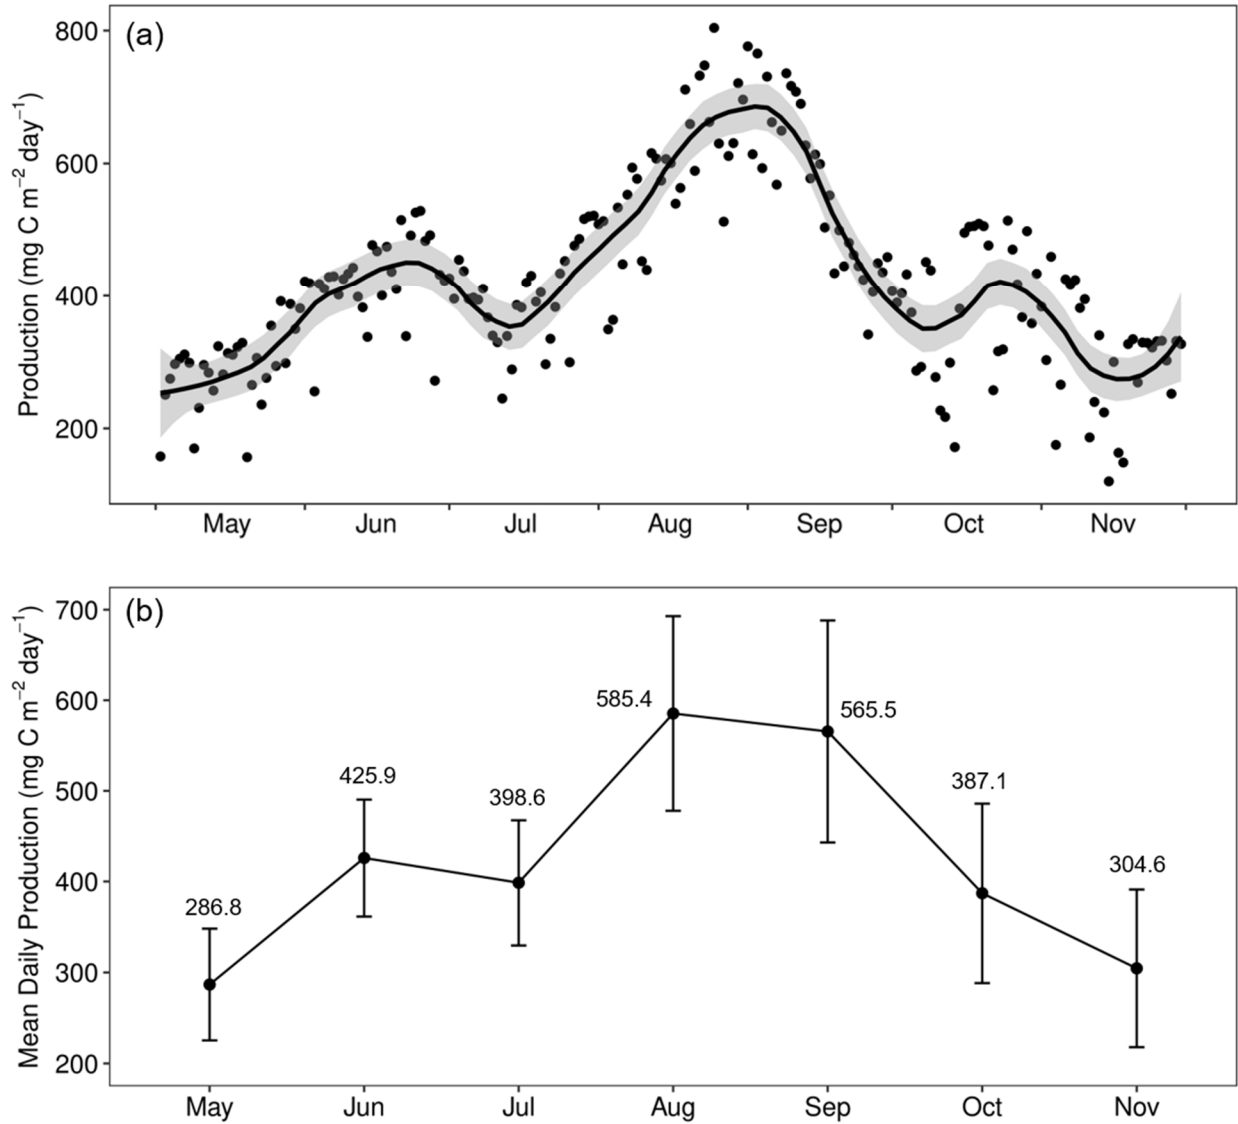 (a)
Production (mg C m⁻² day⁻¹)
800
600
400
200
May Jun Jul Aug Sep Oct Nov
(b)
Mean Daily Production (mg C m⁻² day⁻¹)
700
600
500
400
300
200
286.8
425.9
398.6
585.4
565.5
387.1
304.6
May Jun Jul Aug Sep Oct Nov